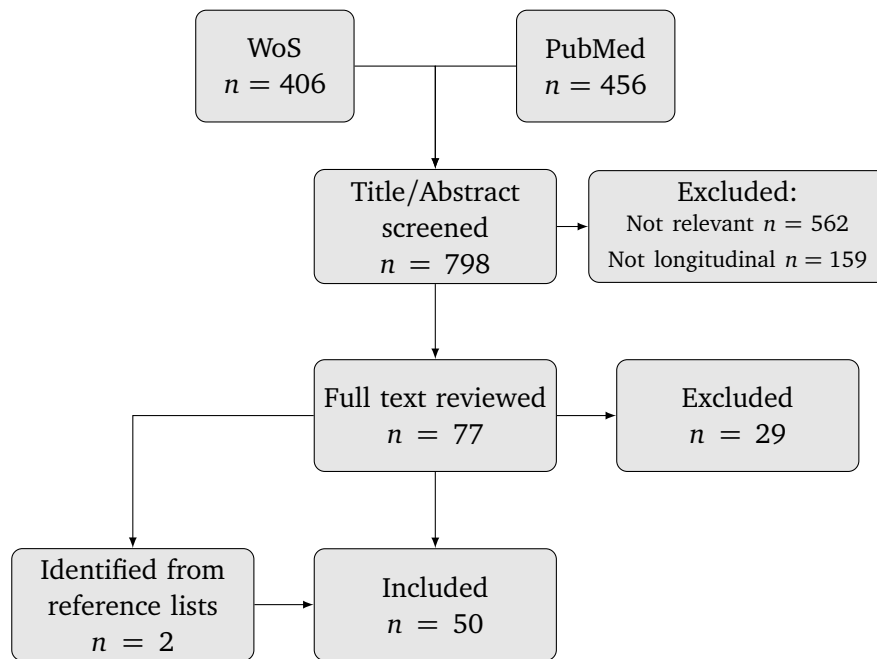 WoS
n = 406
PubMed
n = 456
Title/Abstract
screened
n = 798
Excluded:
Not relevant n = 562
Not longitudinal n = 159
Full text reviewed
n = 77
Excluded
n = 29
Identified from
reference lists
n = 2
Included
n = 50